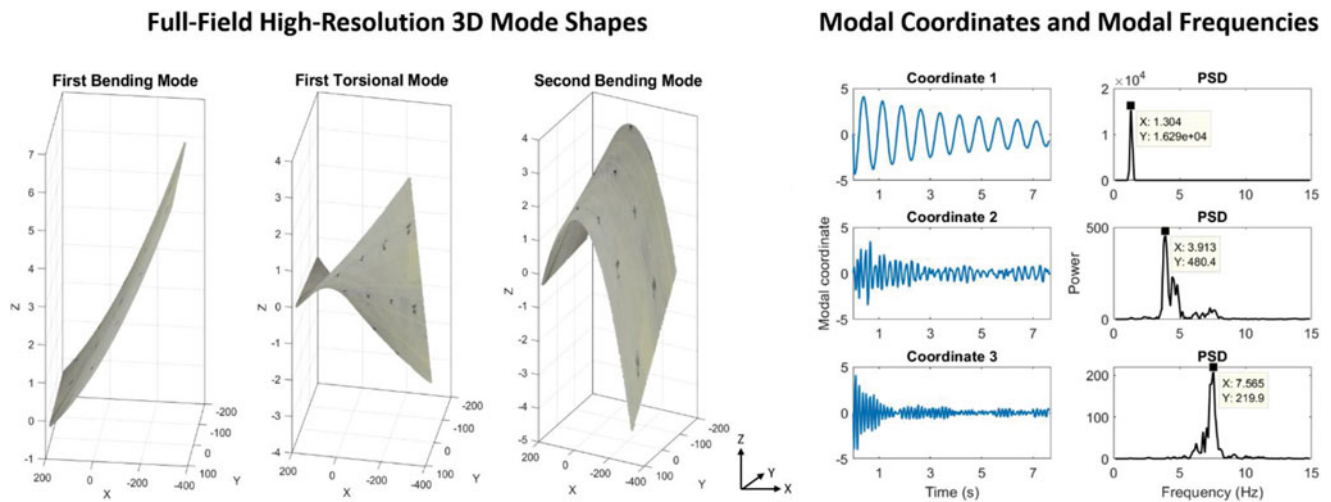 Full-Field High-Resolution 3D Mode Shapes
First Bending Mode
7
6
5
4
3
2
1
0
-1
Z
200
0
-200
-400
X
100
0
-100
-200
Y
First Torsional Mode
4
3
2
1
0
-1
-2
-3
-4
Z
200
0
-200
-400
X
100
0
-100
-200
Y
Second Bending Mode
4
3
2
1
0
-1
-2
-3
-4
-5
Z
200
0
-200
-400
X
100
0
-100
-200
Y
Z
Y
X
Modal Coordinates and Modal Frequencies
Modal coordinate
Coordinate 1
5
0
-5
1 3 5 7
PSD
2 ×10⁴
1
0
X: 1.304
Y: 1.629e+04
0 5 10 15
Coordinate 2
5
0
-5
1 3 5 7
PSD
Power
500
0
X: 3.913
Y: 480.4
0 5 10 15
Coordinate 3
5
0
-5
1 3 5 7
Time (s)
PSD
200
100
0
X: 7.565
Y: 219.9
0 5 10 15
Frequency (Hz)